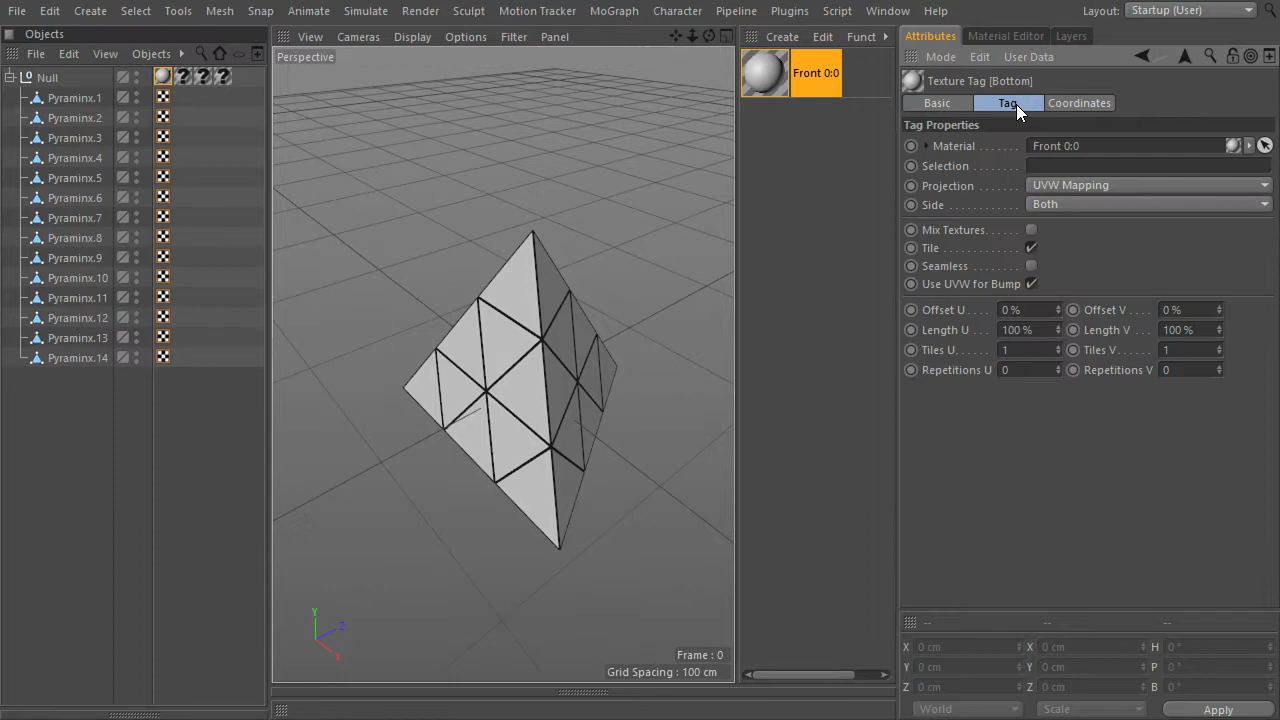 File Edit Create Select Tools Mesh Snap Animate Simulate Render Sculpt Motion Tracker MoGraph Character Pipeline Plugins Script Window Help Layout: Startup (User)
Objects
File Edit View Objects
Null
Pyraminx.1
Pyraminx.2
Pyraminx.3
Pyraminx.4
Pyraminx.5
Pyraminx.6
Pyraminx.7
Pyraminx.8
Pyraminx.9
Pyraminx.10
Pyraminx.11
Pyraminx.12
Pyraminx.13
Pyraminx.14
View Cameras Display Options Filter Panel
Perspective
Y
Z
X
Frame : 0
Grid Spacing : 100 cm
Create Edit Funct
Front 0:0
Attributes Material Editor Layers
Mode Edit User Data
Texture Tag [Bottom]
Basic Tag Coordinates
Tag Properties
Material . . . . . . . Front 0:0
Selection . . . . . .
Projection . . . . . UVW Mapping
Side . . . . . . . . . . Both
Mix Textures. . . .
Tile . . . . . . . . . . .
Seamless . . . . . .
Use UVW for Bump
Offset U . . . . 0 % Offset V . . . . 0 %
Length U . . . 100 % Length V . . . 100 %
Tiles U. . . . . 1 Tiles V. . . . . 1
Repetitions U 0 Repetitions V 0
-- -- --
X 0 cm X 0 cm H 0 °
Y 0 cm Y 0 cm P 0 °
Z 0 cm Z 0 cm B 0 °
World Scale Apply